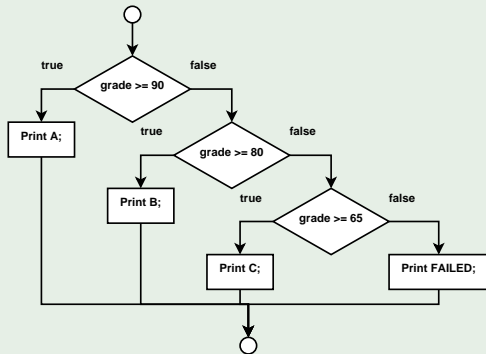 true
false
grade >= 90
Print A;
true
false
grade >= 80
Print B;
true
false
grade >= 65
Print C;
Print FAILED;